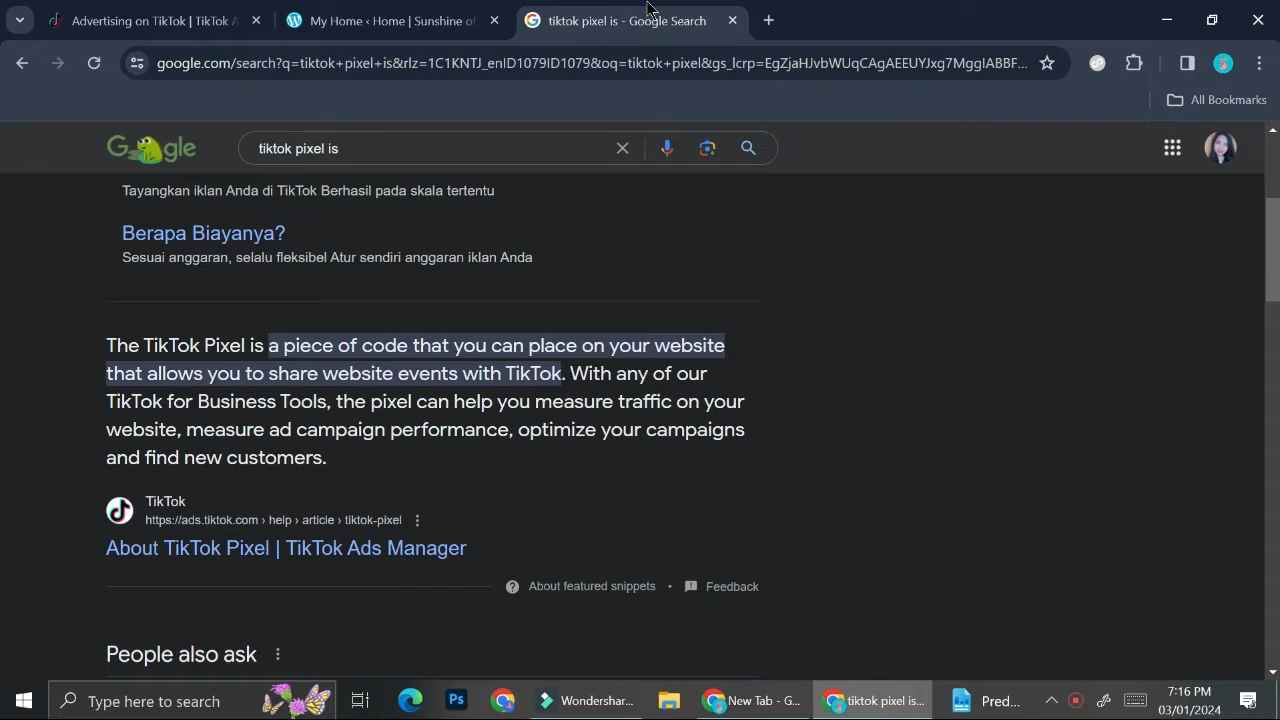 Advertising on TikTok | TikTok A
My Home ‹ Home | Sunshine of
tiktok pixel is - Google Search
google.com/search?q=tiktok+pixel+is&rlz=1C1KNTJ_enID1079ID1079&oq=tiktok+pixel&gs_lcrp=EgZjaHJvbWUqCAgAEEUYJxg7MggIABBF...
All Bookmarks
Google
tiktok pixel is
Tayangkan iklan Anda di TikTok Berhasil pada skala tertentu
Berapa Biayanya?
Sesuai anggaran, selalu fleksibel Atur sendiri anggaran iklan Anda
The TikTok Pixel is a piece of code that you can place on your website
that allows you to share website events with TikTok. With any of our
TikTok for Business Tools, the pixel can help you measure traffic on your
website, measure ad campaign performance, optimize your campaigns
and find new customers.
TikTok
https://ads.tiktok.com › help › article › tiktok-pixel
About TikTok Pixel | TikTok Ads Manager
About featured snippets • Feedback
People also ask
Type here to search
Ps
Wondershar...
New Tab - G...
tiktok pixel is...
Pred...
7:16 PM
03/01/2024